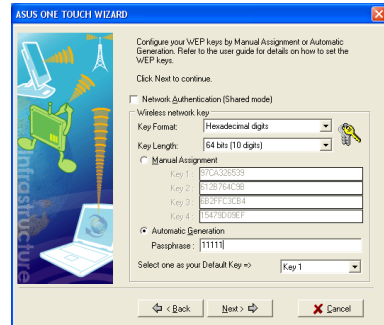 ASUS ONE TOUCH WIZARD
Configure your WEP keys by Manual Assignment or Automatic
Generation. Refer to the user guide for details on how to set the
WEP keys.
Click Next to continue.
Network Authentication (Shared mode)
Wireless network key
Key Format: Hexadecimal digits
Key Length: 64 bits (10 digits)
Manual Assignment
Key 1 : 97CA326539
Key 2 : 612B764C9B
Key 3 : 6B2FFC3CB4
Key 4 : 15479D09EF
Automatic Generation
Passphrase : 11111
Select one as your Default Key => Key 1
< Back Next > Cancel
Infrastructure